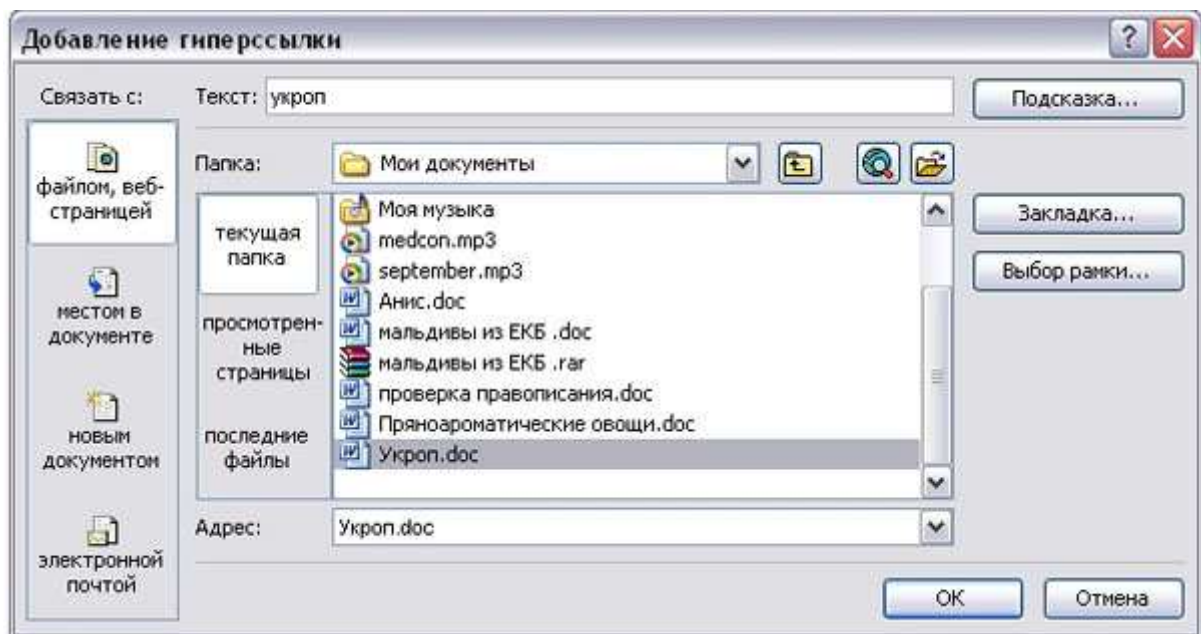 Добавление гиперссылки
Связать с:
Текст: укроп
Подсказка...
файлом, веб-
страницей
местом в
документе
новым
документом
электронной
почтой
Папка:
Мои документы
текущая
папка
просмотрен-
ные
страницы
последние
файлы
Моя музыка
medcon.mp3
september.mp3
Анис.doc
мальдивы из ЕКБ .doc
мальдивы из ЕКБ .rar
проверка правописания.doc
Пряноароматические овощи.doc
Укроп.doc
Закладка...
Выбор рамки...
Адрес:
Укроп.doc
ОК
Отмена